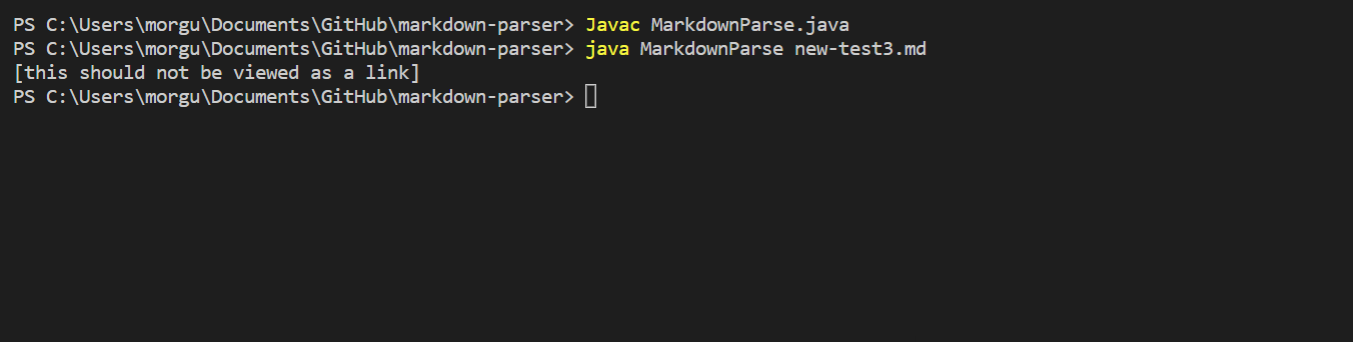 PS C:\Users\morgu\Documents\GitHub\markdown-parser> Javac MarkdownParse.java
PS C:\Users\morgu\Documents\GitHub\markdown-parser> java MarkdownParse new-test3.md
[this should not be viewed as a link]
PS C:\Users\morgu\Documents\GitHub\markdown-parser>